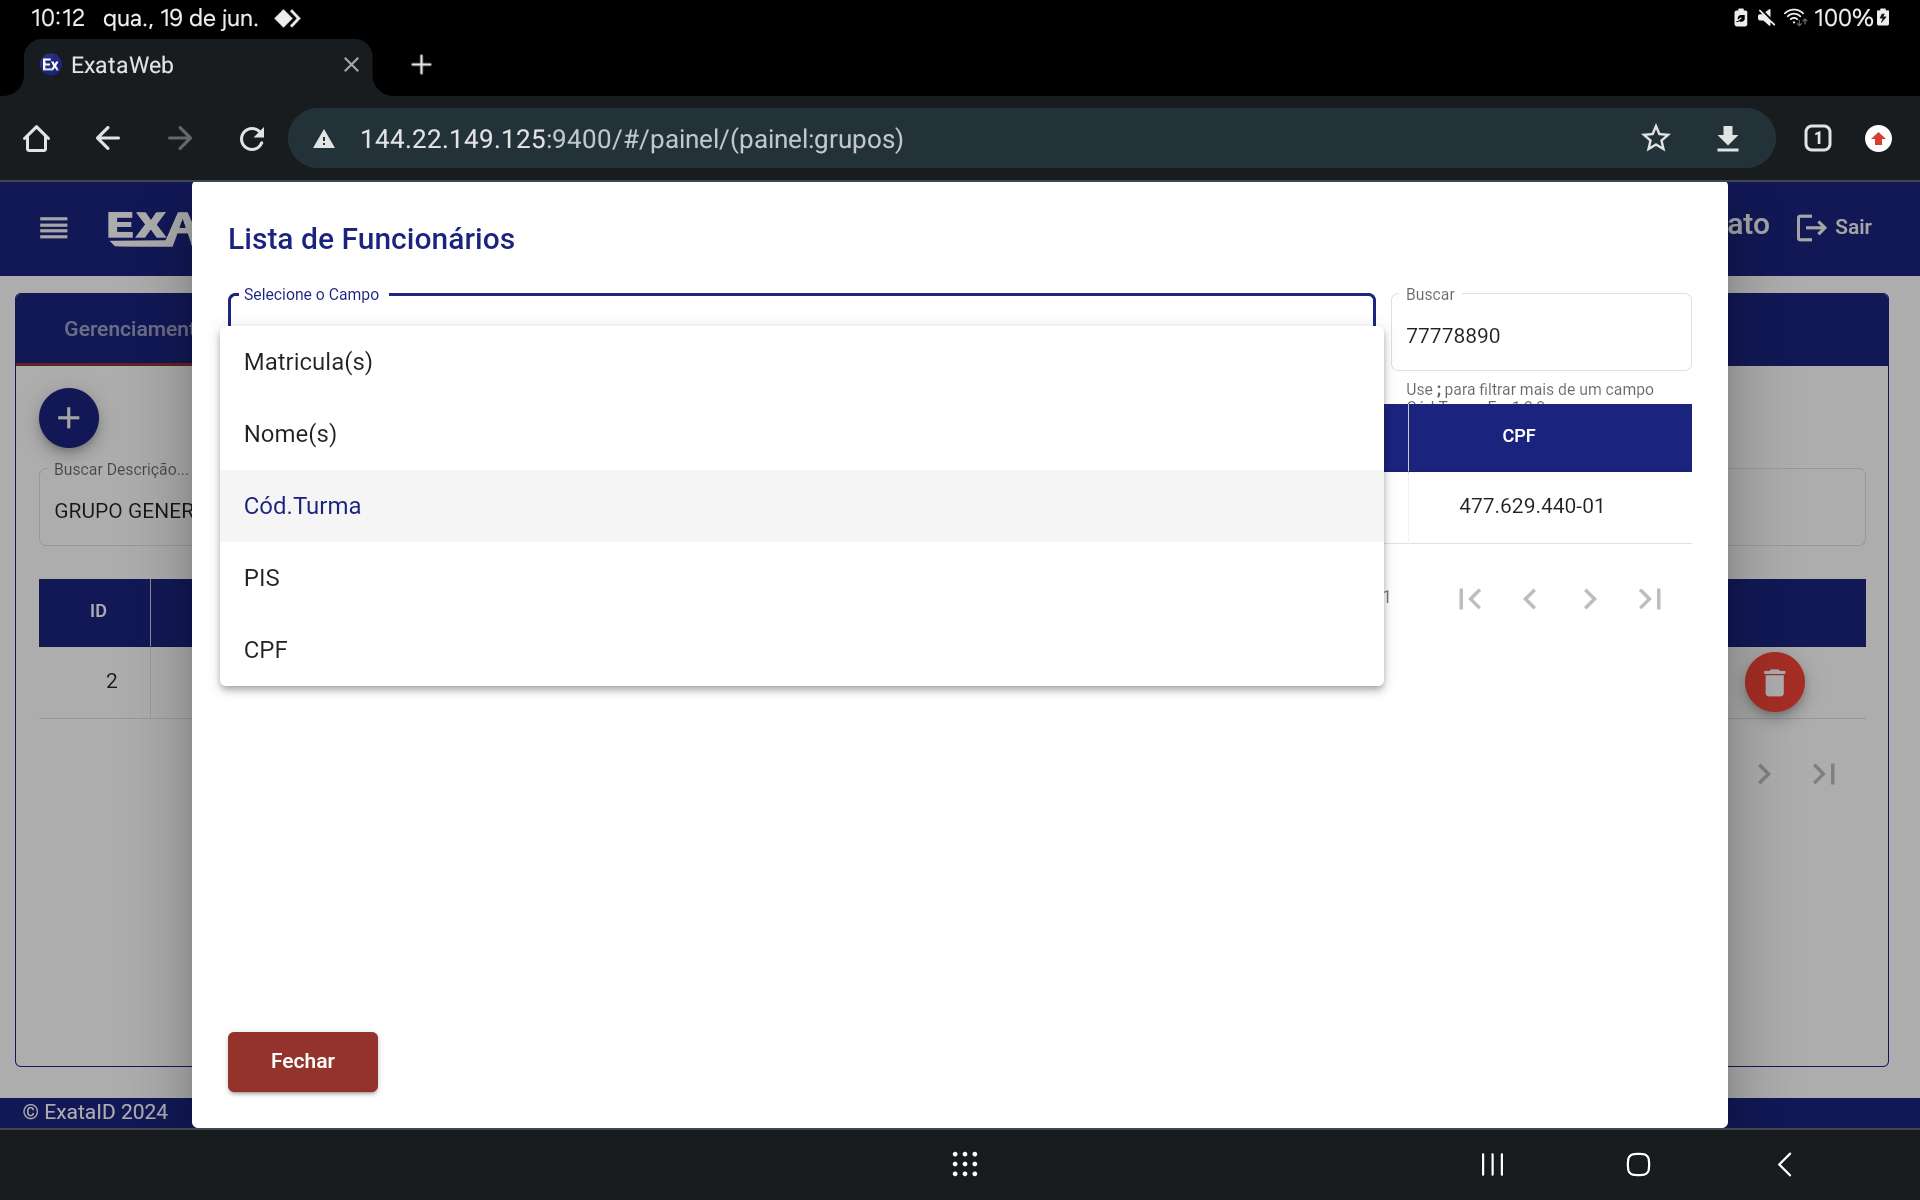 10:12 qua., 19 de jun. 100%
Ex ExataWeb
144.22.149.125:9400/#/painel/(painel:grupos)
1
EXA
ato
Sair
Lista de Funcionários
Selecione o Campo
Buscar
77778890
Use ; para filtrar mais de um campo
Matricula(s)
Nome(s)
Cód.Turma
PIS
CPF
CPF
477.629.440-01
1
Gerenciament
Buscar Descrição...
GRUPO GENER
ID
2
Fechar
© ExataID 2024